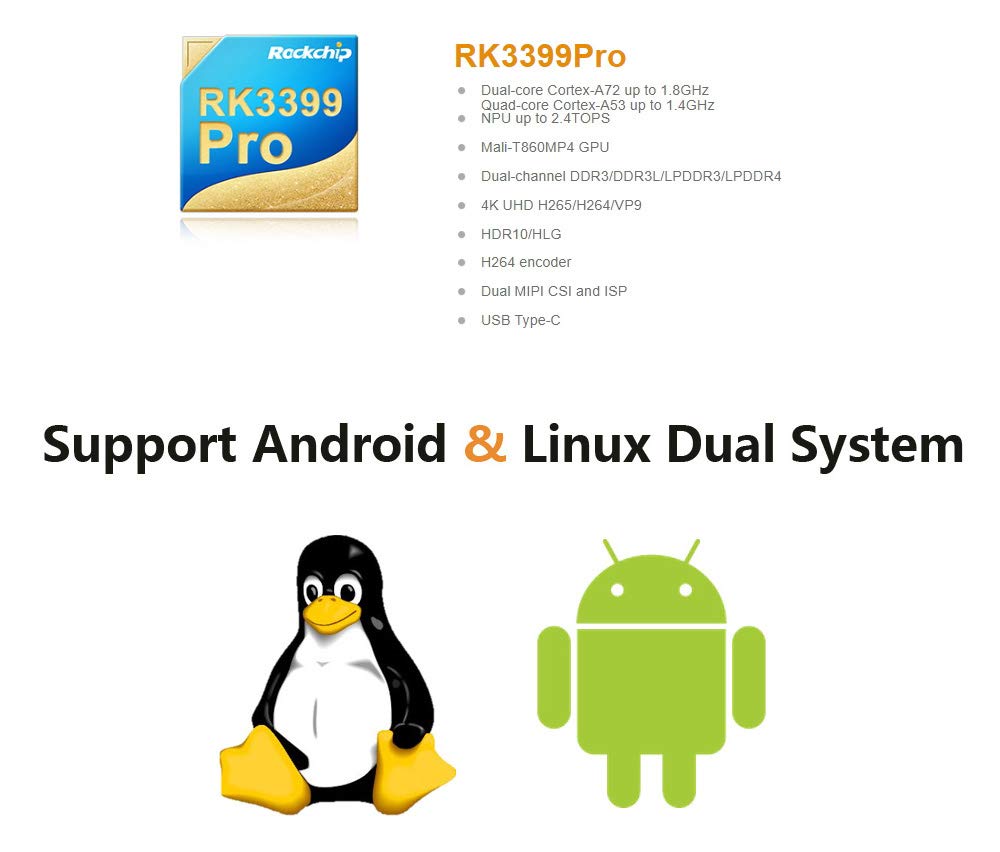 Rockchip
RK3399
Pro
RK3399Pro
Dual-core Cortex-A72 up to 1.8GHz
Quad-core Cortex-A53 up to 1.4GHz
NPU up to 2.4TOPS
Mali-T860MP4 GPU
Dual-channel DDR3/DDR3L/LPDDR3/LPDDR4
4K UHD H265/H264/VP9
HDR10/HLG
H264 encoder
Dual MIPI CSI and ISP
USB Type-C
Support Android & Linux Dual System